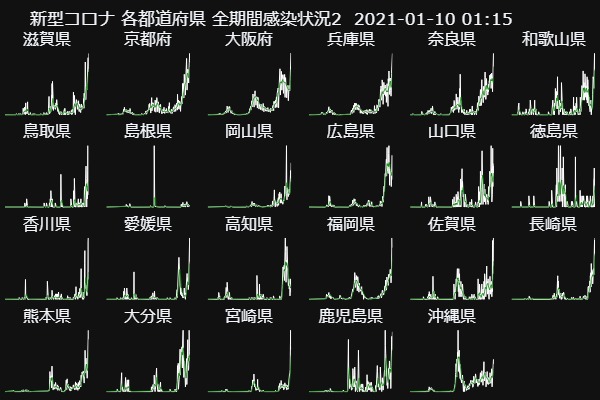 新型コロナ 各都道府県 全期間感染状況2 2021-01-10 01:15
滋賀県 京都府 大阪府 兵庫県 奈良県 和歌山県
鳥取県 島根県 岡山県 広島県 山口県 徳島県
香川県 愛媛県 高知県 福岡県 佐賀県 長崎県
熊本県 大分県 宮崎県 鹿児島県 沖縄県